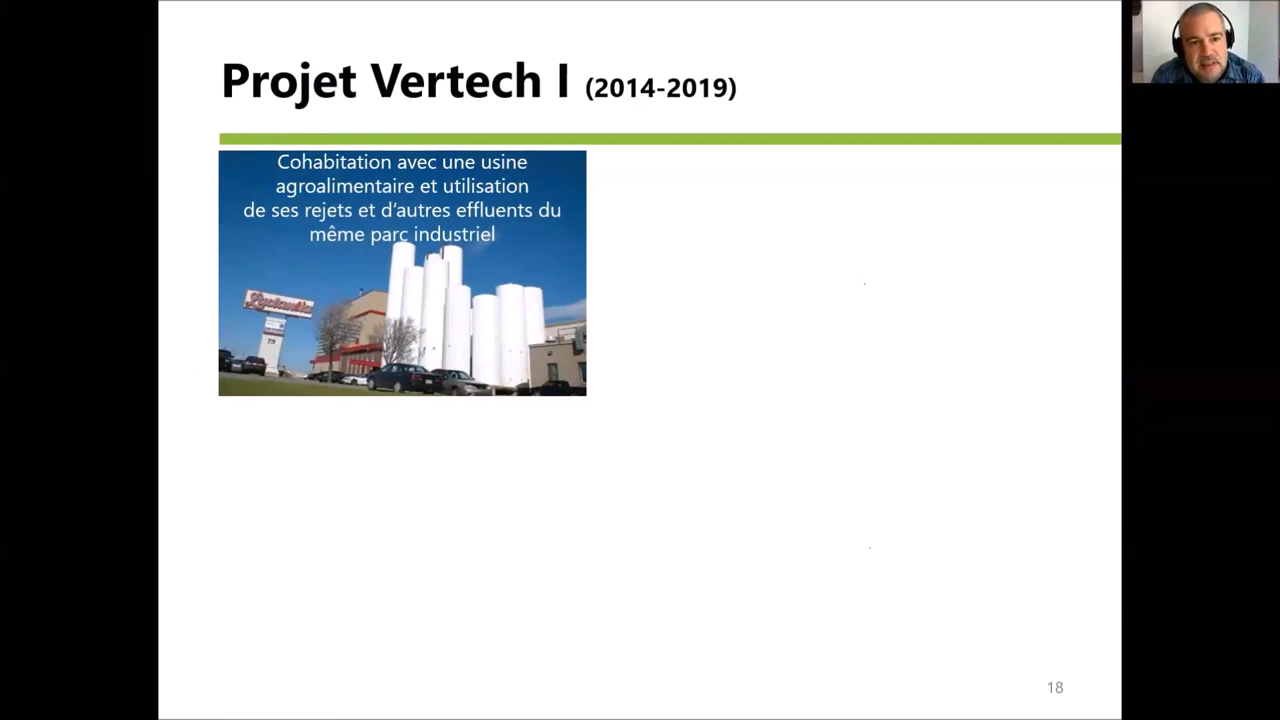 Projet Vertech I (2014-2019)
Cohabitation avec une usine
agroalimentaire et utilisation
de ses rejets et d'autres effluents du
même parc industriel
Lactantia
75
18